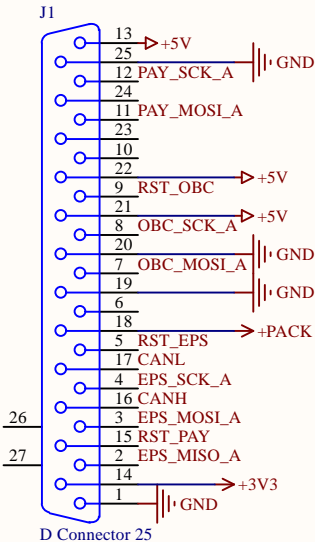 J1
13 +5V
25 GND
12 PAY_SCK_A
24
11 PAY_MOSI_A
23
10
22 +5V
9 RST_OBC
21 +5V
8 OBC_SCK_A
20 GND
7 OBC_MOSI_A
19 GND
6
18 +PACK
5 RST_EPS
17 CANL
4 EPS_SCK_A
16 CANH
26 3 EPS_MOSI_A
15 RST_PAY
27 2 EPS_MISO_A
14 +3V3
1 GND
D Connector 25